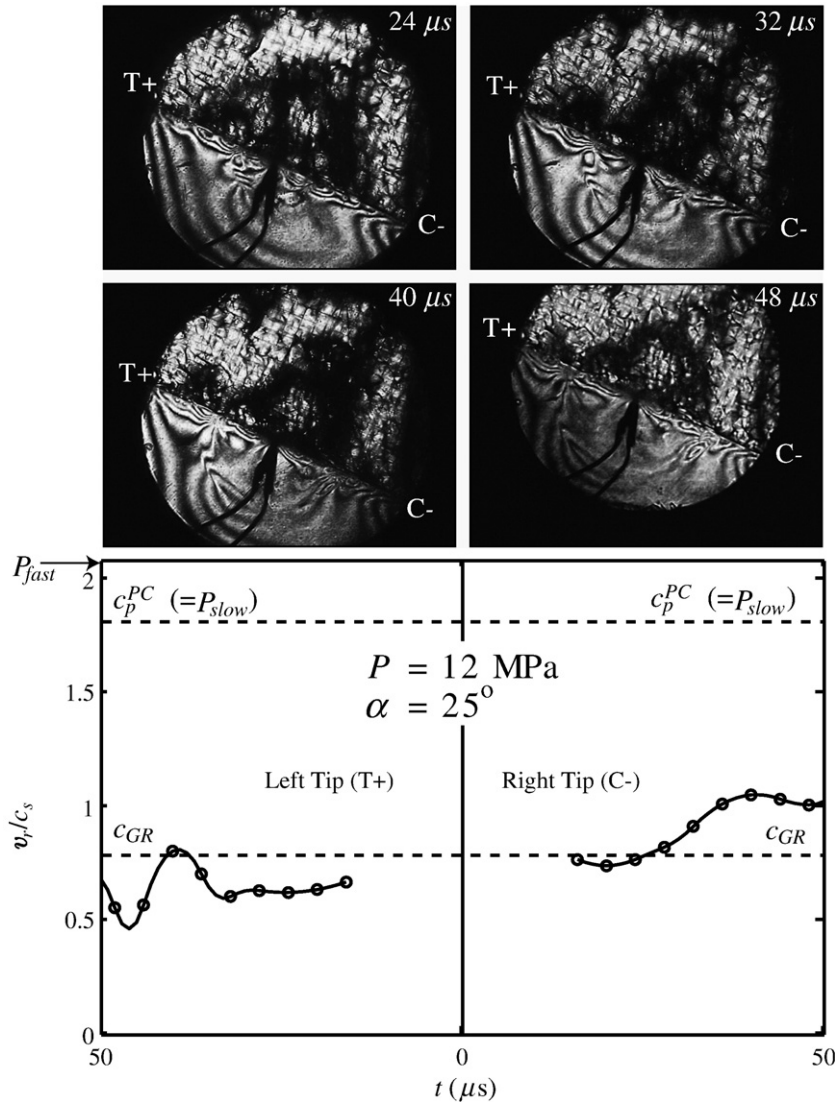 24 μs
T+
C-
32 μs
T+
C-
40 μs
T+
C-
48 μs
T+
C-
P_fast
2
c_p^PC (=P_slow)
c_p^PC (=P_slow)
P = 12 MPa
α = 25°
1.5
Left Tip (T+)
Right Tip (C-)
v_r/c_s
1
c_GR
c_GR
0.5
0
50
0
50
t (μs)